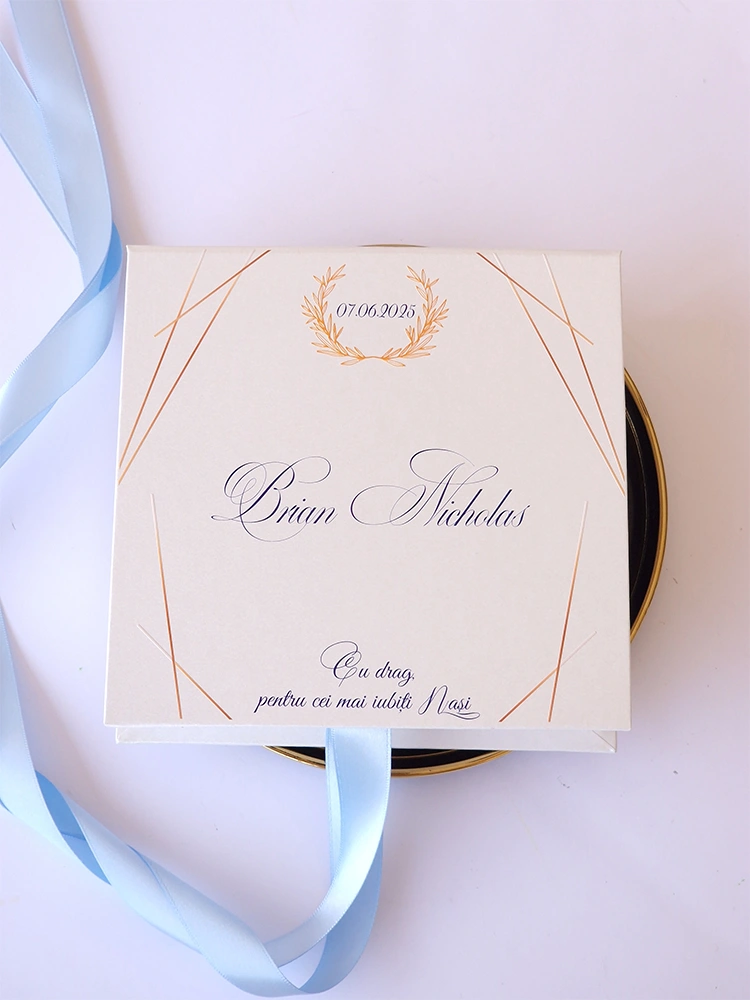 07.06.2025
Brian Nicholas
Cu drag,
pentru cei mai iubiți Nași